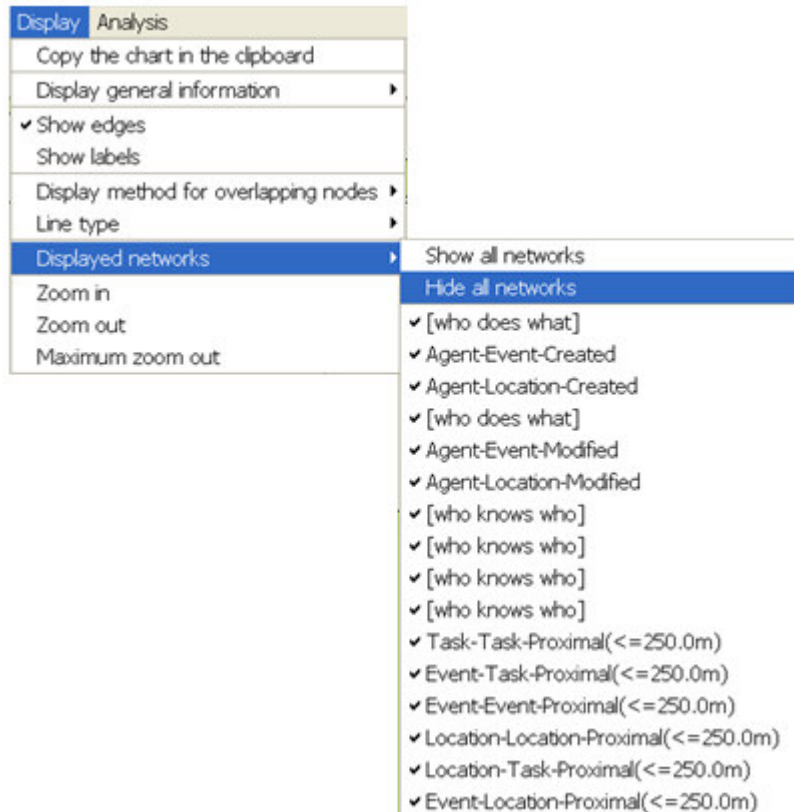 Display Analysis
Copy the chart in the clipboard
Display general information
Show edges
Show labels
Display method for overlapping nodes
Line type
Displayed networks
Zoom in
Zoom out
Maximum zoom out
Show all networks
Hide all networks
[who does what]
Agent-Event-Created
Agent-Location-Created
[who does what]
Agent-Event-Modified
Agent-Location-Modified
[who knows who]
[who knows who]
[who knows who]
[who knows who]
Task-Task-Proximal(<=250.0m)
Event-Task-Proximal(<=250.0m)
Event-Event-Proximal(<=250.0m)
Location-Location-Proximal(<=250.0m)
Location-Task-Proximal(<=250.0m)
Event-Location-Proximal(<=250.0m)